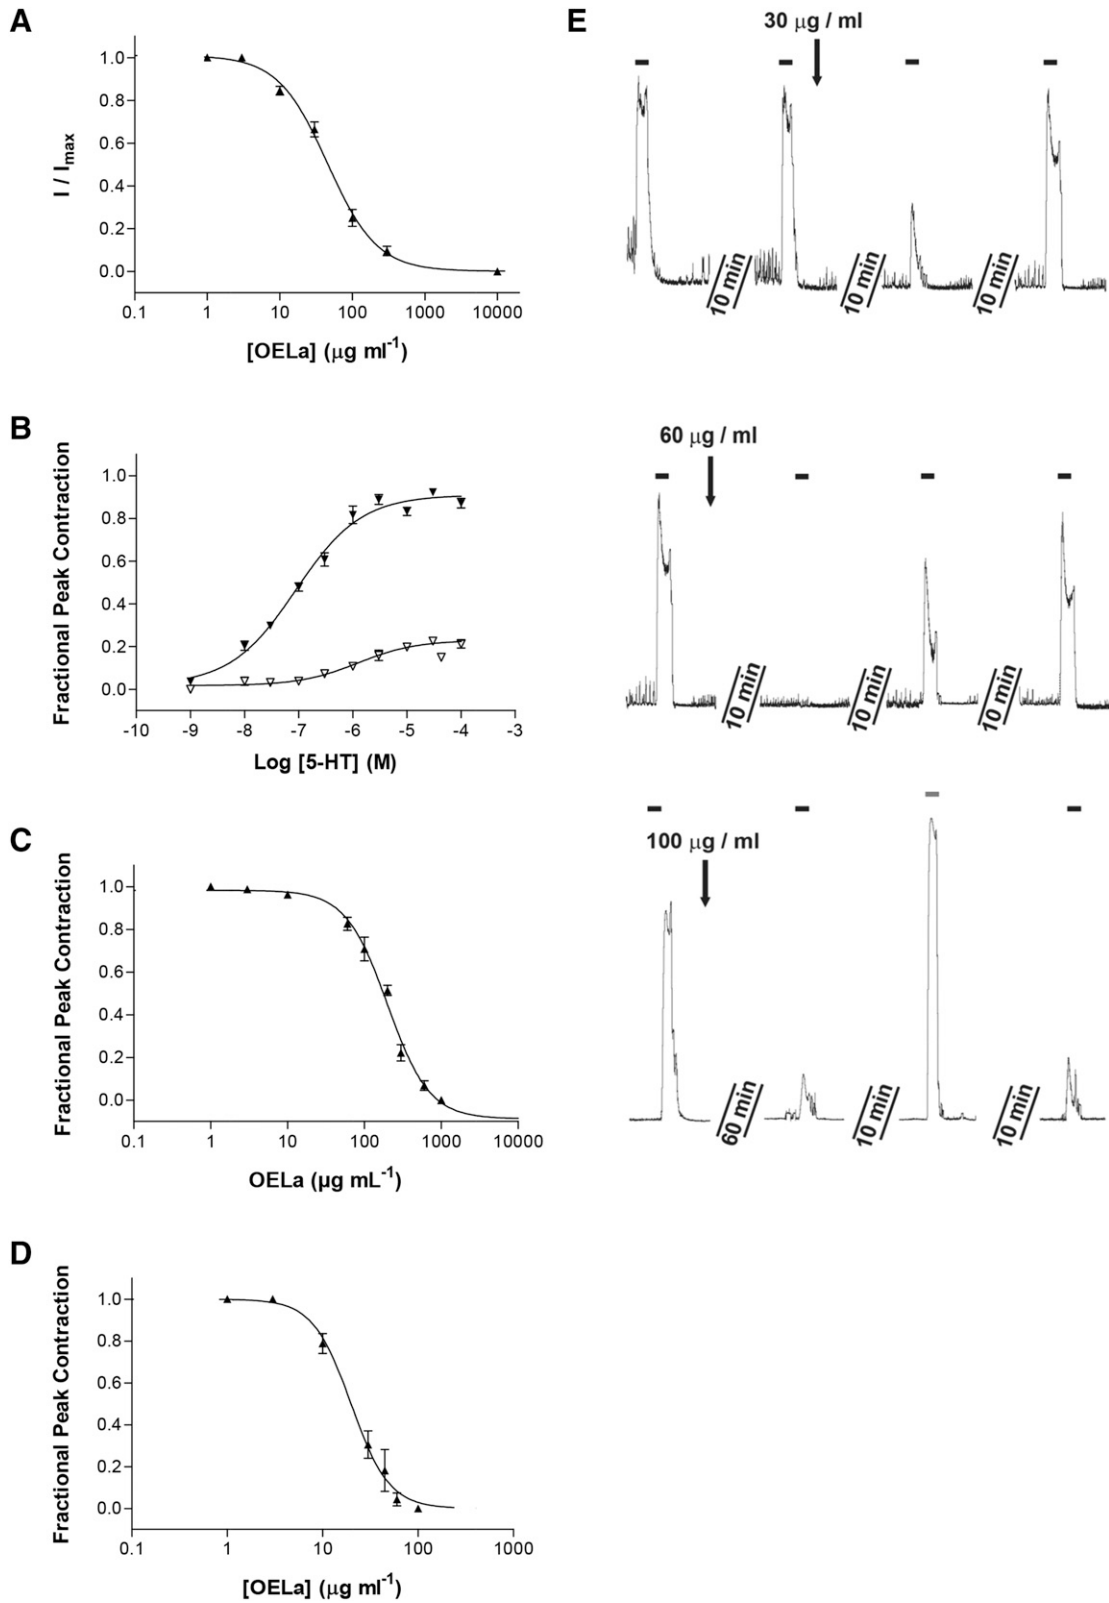 A
1.0
0.8
0.6
0.4
0.2
0.0
I / Imax
0.1 1 10 100 1000 10000
[OELa] (μg ml-1)
B
1.0
0.8
0.6
0.4
0.2
0.0
Fractional Peak Contraction
-10 -9 -8 -7 -6 -5 -4 -3
Log [5-HT] (M)
C
1.0
0.8
0.6
0.4
0.2
0.0
Fractional Peak Contraction
0.1 1 10 100 1000 10000
OELa (μg mL-1)
D
1.0
0.8
0.6
0.4
0.2
0.0
Fractional Peak Contraction
0.1 1 10 100 1000
[OELa] (μg ml-1)
E
30 μg / ml
10 min 10 min 10 min
60 μg / ml
10 min 10 min 10 min
100 μg / ml
60 min 10 min 10 min